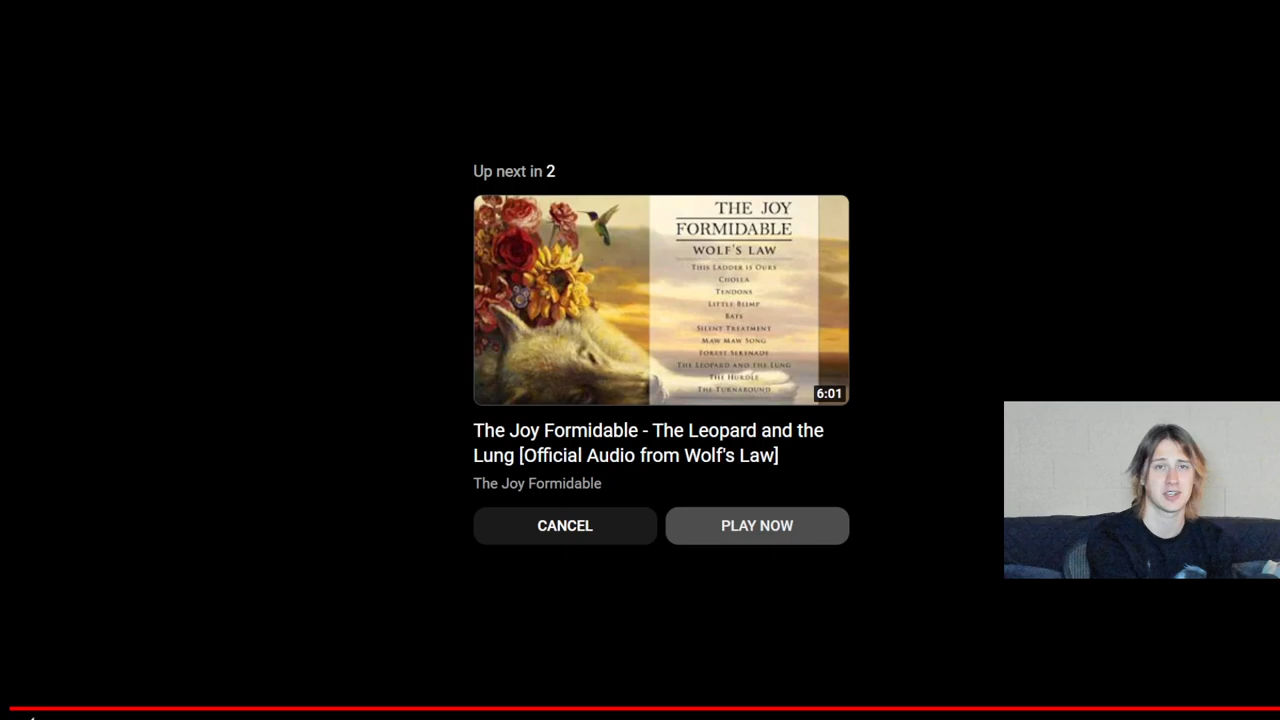 Up next in 2
THE JOY
FORMIDABLE
WOLF'S LAW
THIS LADDER IS OURS
CHOLLA
TENDONS
LITTLE BLIMP
BATS
SILENT TREATMENT
MAW MAW SONG
FOREST SERENADE
THE LEOPARD AND THE LUNG
THE HURDLE
THE TURNAROUND
6:01
The Joy Formidable - The Leopard and the
Lung [Official Audio from Wolf's Law]
The Joy Formidable
CANCEL
PLAY NOW